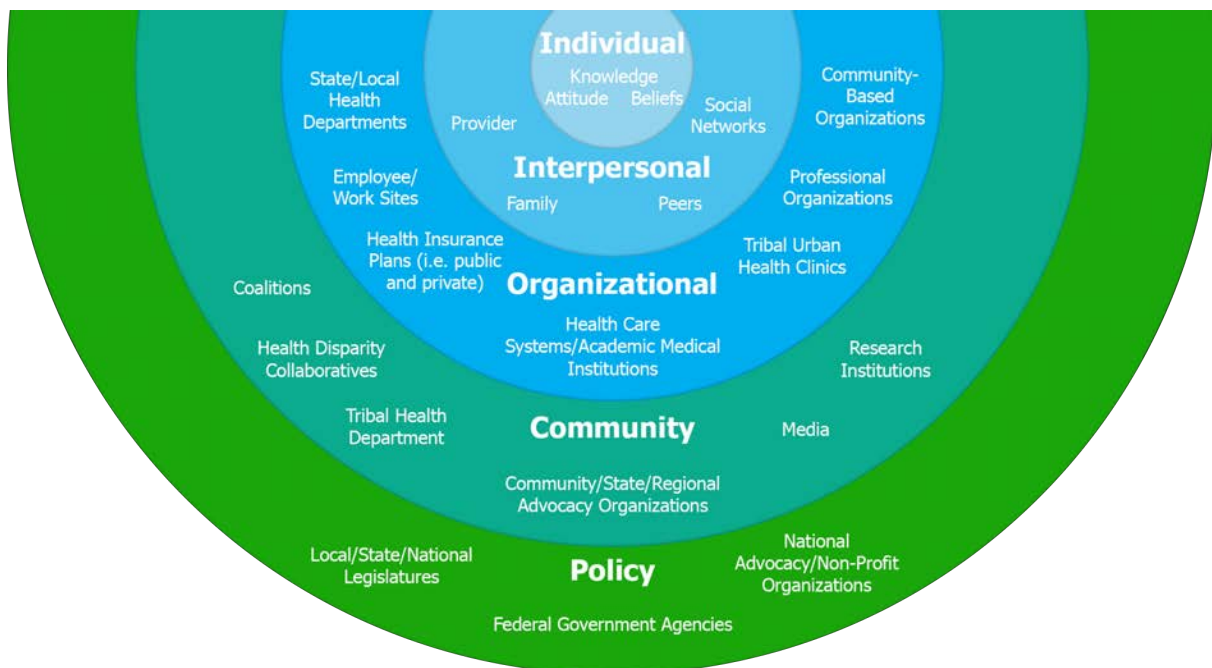 Individual
Knowledge
Attitude Beliefs
Provider
Social
Networks
Interpersonal
Family
Peers
State/Local
Health
Departments
Employee/
Work Sites
Health Insurance
Plans (i.e. public
and private)
Organizational
Health Care
Systems/Academic Medical
Institutions
Community-
Based
Organizations
Professional
Organizations
Tribal Urban
Health Clinics
Coalitions
Health Disparity
Collaboratives
Tribal Health
Department
Community
Community/State/Regional
Advocacy Organizations
Media
Research
Institutions
Local/State/National
Legislatures
Policy
Federal Government Agencies
National
Advocacy/Non-Profit
Organizations